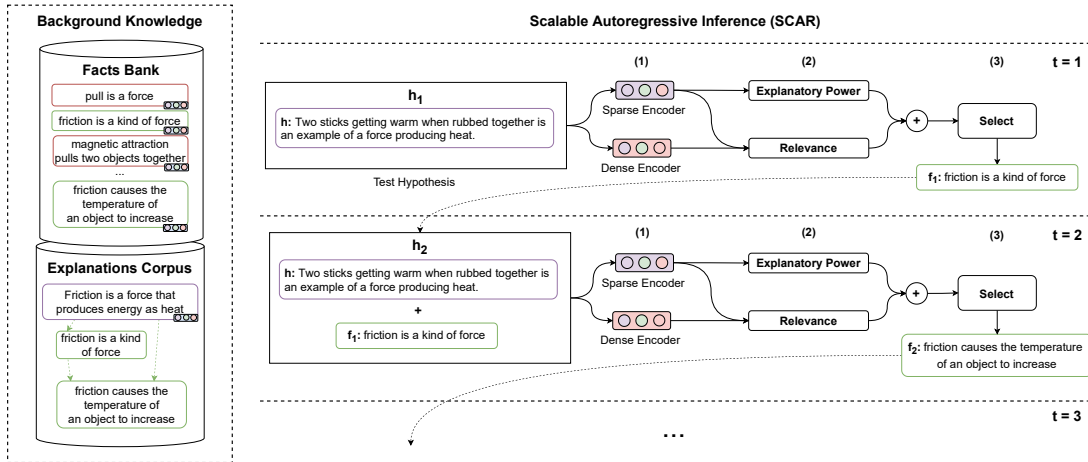 Background Knowledge
Facts Bank
pull is a force
friction is a kind of force
magnetic attraction
pulls two objects together
...
friction causes the
temperature of
an object to increase
Explanations Corpus
Friction is a force that
produces energy as heat
friction is a kind
of force
friction causes the
temperature of
an object to increase
Scalable Autoregressive Inference (SCAR)
(1)
(2)
(3)
t = 1
h1
h: Two sticks getting warm when rubbed together is
an example of a force producing heat.
Test Hypothesis
Sparse Encoder
Dense Encoder
Explanatory Power
Relevance
+
Select
f1: friction is a kind of force
(1)
(2)
(3)
t = 2
h2
h: Two sticks getting warm when rubbed together is
an example of a force producing heat.
+
f1: friction is a kind of force
Sparse Encoder
Dense Encoder
Explanatory Power
Relevance
+
Select
f2: friction causes the temperature
of an object to increase
t = 3
...